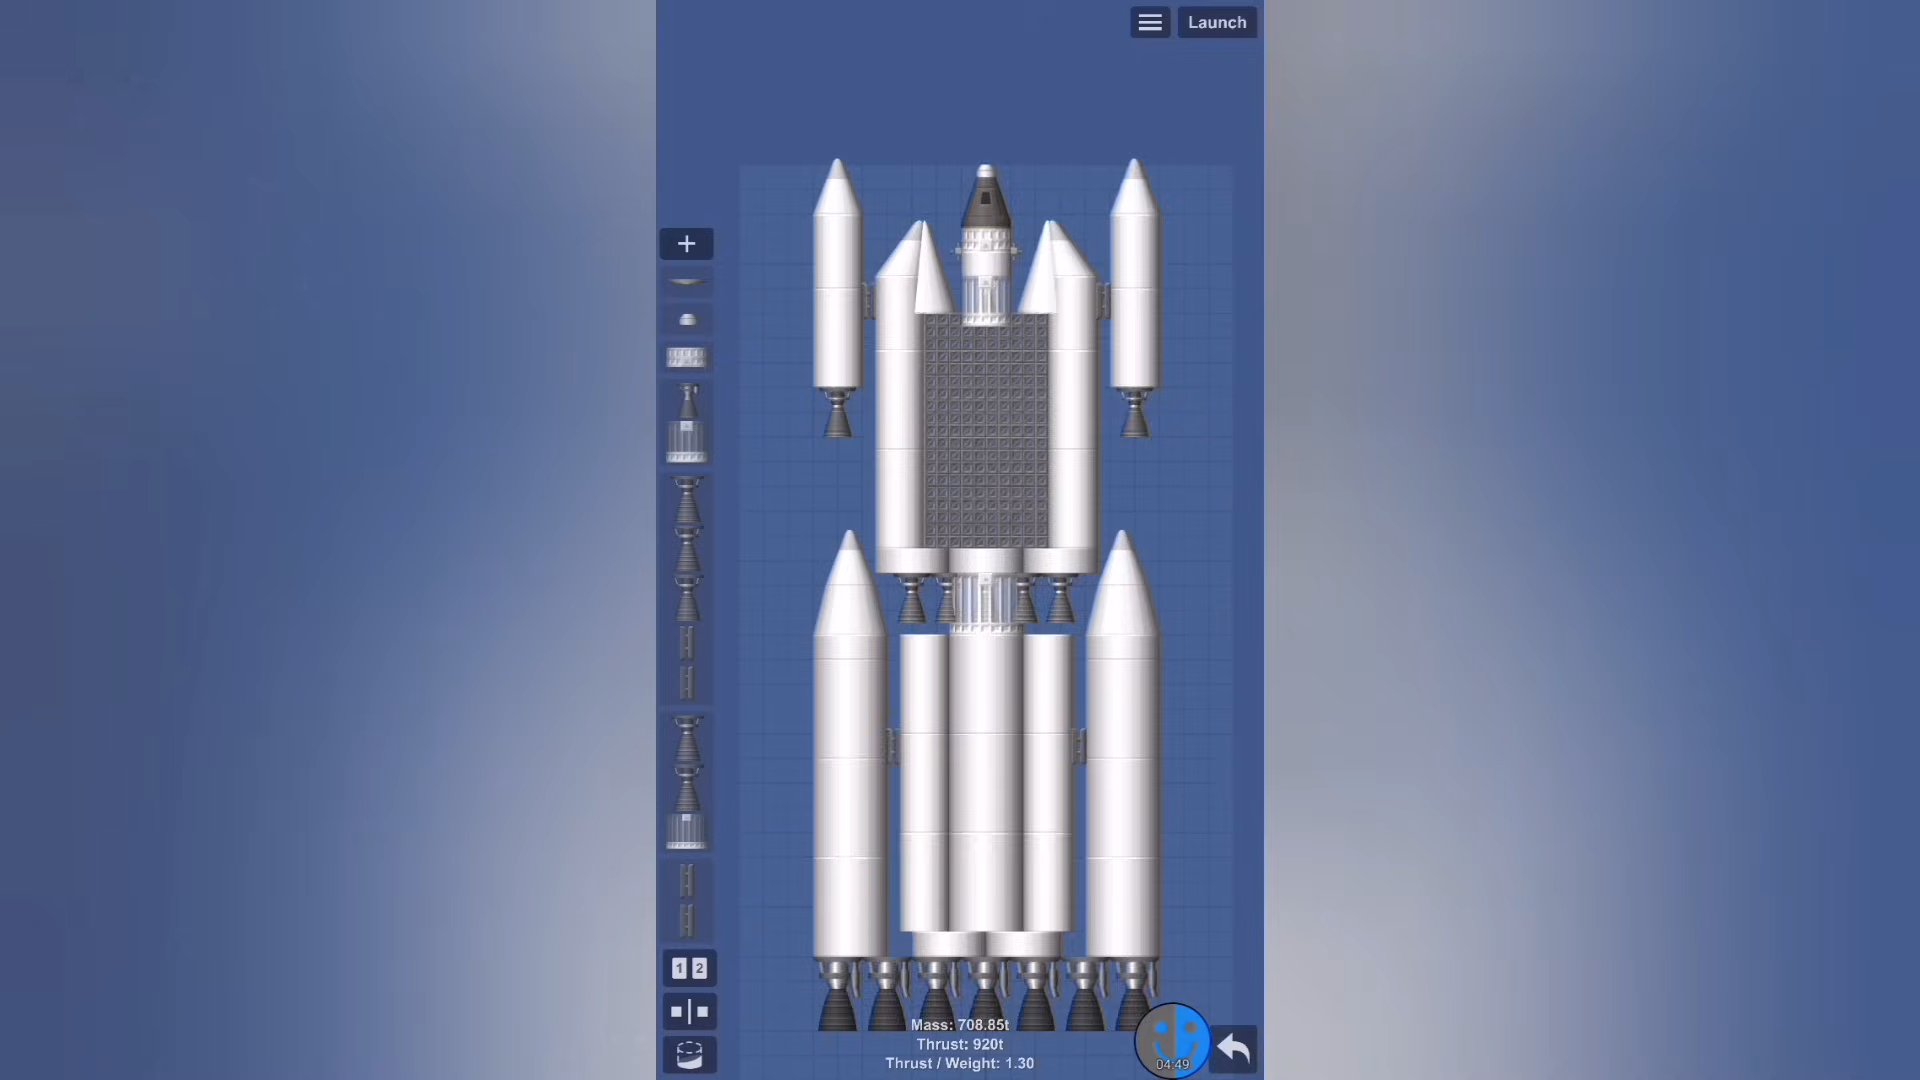 Launch
1 2
Mass: 708.85t
Thrust: 920t
Thrust / Weight: 1.30
04:49